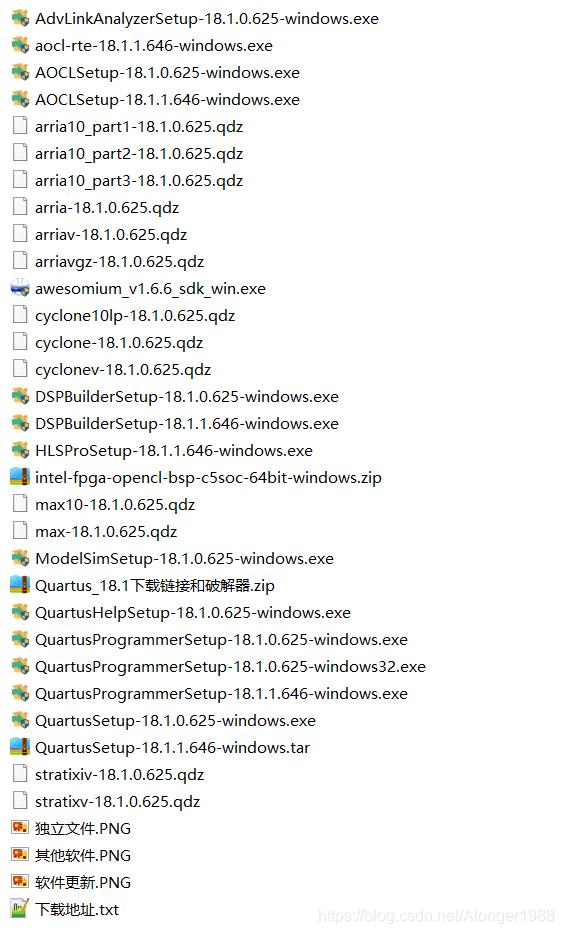 AdvLinkAnalyzerSetup-18.1.0.625-windows.exe
aocl-rte-18.1.1.646-windows.exe
AOCLSetup-18.1.0.625-windows.exe
AOCLSetup-18.1.1.646-windows.exe
arria10_part1-18.1.0.625.qdz
arria10_part2-18.1.0.625.qdz
arria10_part3-18.1.0.625.qdz
arria-18.1.0.625.qdz
arriav-18.1.0.625.qdz
arriavgz-18.1.0.625.qdz
awesomium_v1.6.6_sdk_win.exe
cyclone10lp-18.1.0.625.qdz
cyclone-18.1.0.625.qdz
cyclonev-18.1.0.625.qdz
DSPBuilderSetup-18.1.0.625-windows.exe
DSPBuilderSetup-18.1.1.646-windows.exe
HLSProSetup-18.1.1.646-windows.exe
intel-fpga-opencl-bsp-c5soc-64bit-windows.zip
max10-18.1.0.625.qdz
max-18.1.0.625.qdz
ModelSimSetup-18.1.0.625-windows.exe
Quartus_18.1下载链接和破解器.zip
QuartusHelpSetup-18.1.0.625-windows.exe
QuartusProgrammerSetup-18.1.0.625-windows.exe
QuartusProgrammerSetup-18.1.0.625-windows32.exe
QuartusProgrammerSetup-18.1.1.646-windows.exe
QuartusSetup-18.1.0.625-windows.exe
QuartusSetup-18.1.1.646-windows.tar
stratixiv-18.1.0.625.qdz
stratixv-18.1.0.625.qdz
独立文件.PNG
其他软件.PNG
软件更新.PNG
下载地址.txt
https://blog.csdn.net/Alonger1988